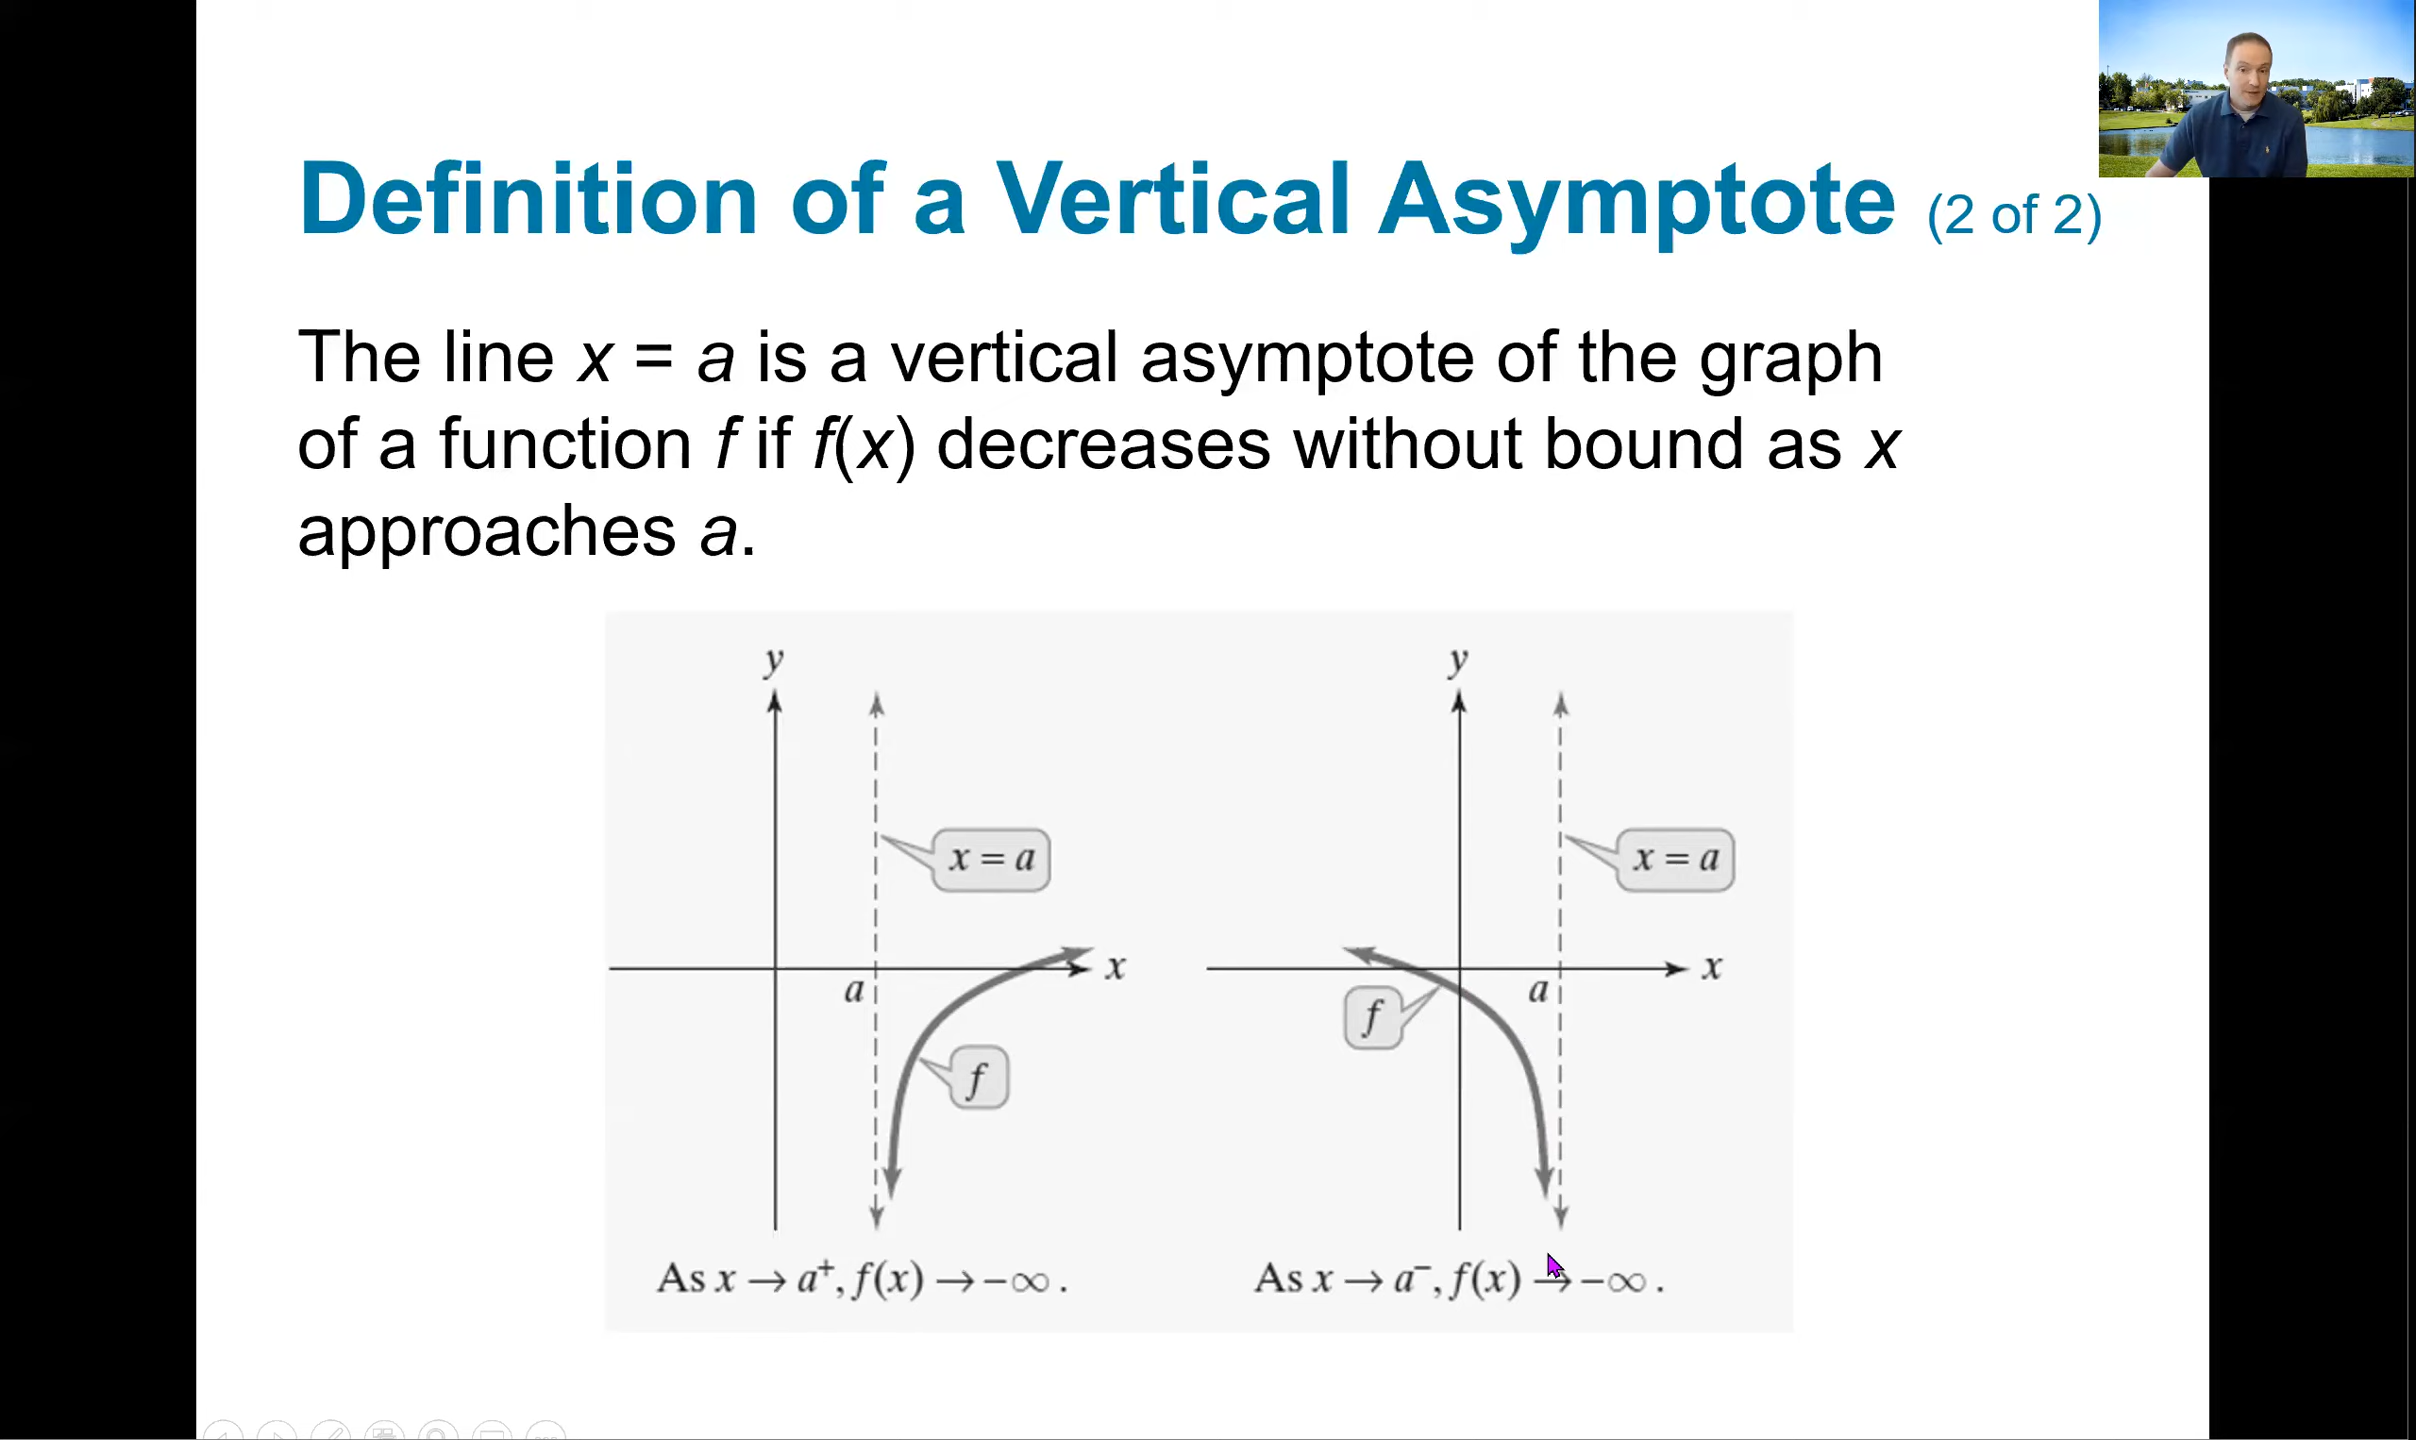 Definition of a Vertical Asymptote (2 of 2)
The line x = a is a vertical asymptote of the graph
of a function f if f(x) decreases without bound as x
approaches a.
y
x = a
x
a
f
As x → a⁺, f(x) → −∞.
y
x = a
x
a
f
As x → a⁻, f(x) → −∞.